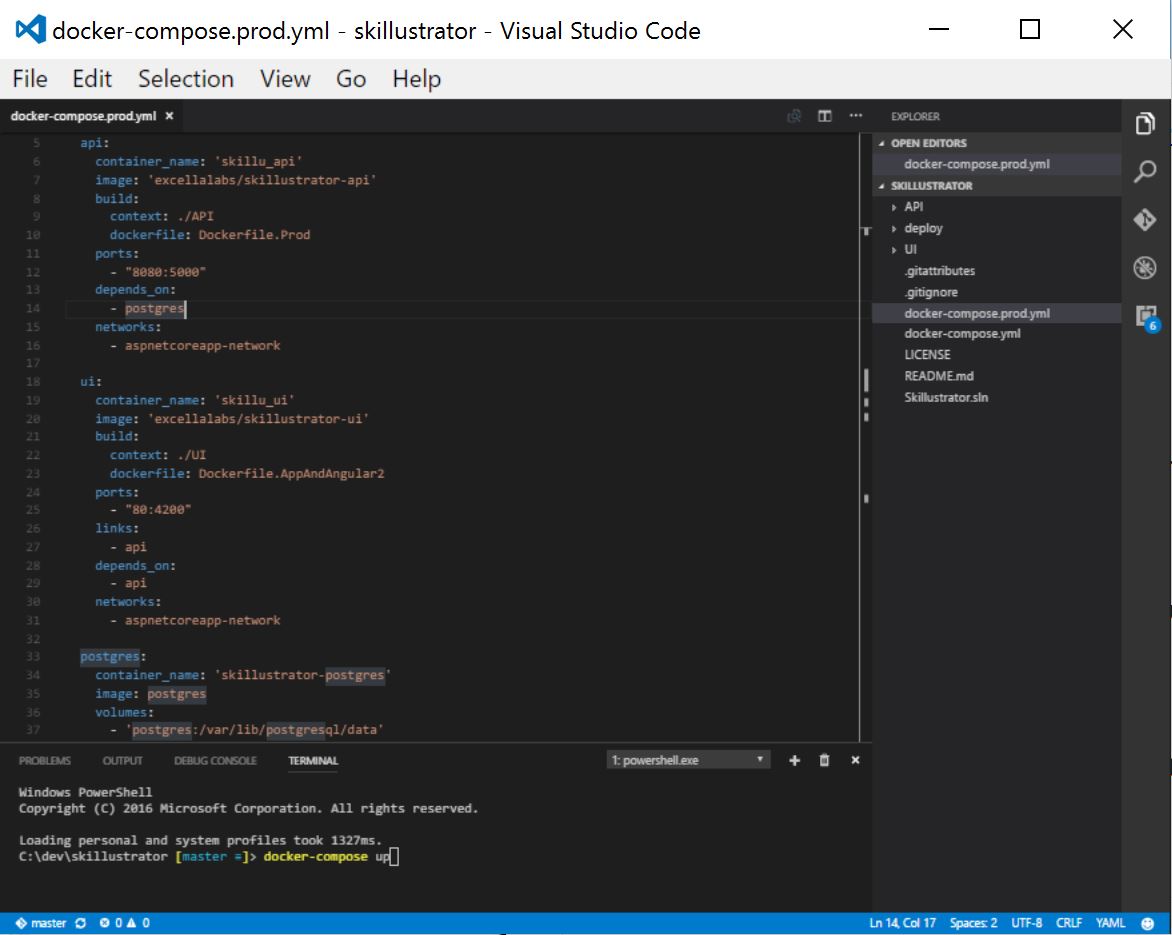 docker-compose.prod.yml - skillustrator - Visual Studio Code
File Edit Selection View Go Help
docker-compose.prod.yml
5 api:
6 container_name: 'skillu_api'
7 image: 'excellalabs/skillustrator-api'
8 build:
9 context: ./API
10 dockerfile: Dockerfile.Prod
11 ports:
12 - "8080:5000"
13 depends_on:
14 - postgres
15 networks:
16 - aspnetcoreapp-network
17
18 ui:
19 container_name: 'skillu_ui'
20 image: 'excellalabs/skillustrator-ui'
21 build:
22 context: ./UI
23 dockerfile: Dockerfile.AppAndAngular2
24 ports:
25 - "80:4200"
26 links:
27 - api
28 depends_on:
29 - api
30 networks:
31 - aspnetcoreapp-network
32
33 postgres:
34 container_name: 'skillustrator-postgres'
35 image: postgres
36 volumes:
37 - 'postgres:/var/lib/postgresql/data'
EXPLORER
OPEN EDITORS
docker-compose.prod.yml
SKILLUSTRATOR
API
deploy
UI
.gitattributes
.gitignore
docker-compose.prod.yml
docker-compose.yml
LICENSE
README.md
Skillustrator.sln
6
PROBLEMS OUTPUT DEBUG CONSOLE TERMINAL 1: powershell.exe
Windows PowerShell
Copyright (C) 2016 Microsoft Corporation. All rights reserved.
Loading personal and system profiles took 1327ms.
C:\dev\skillustrator [master ≡]> docker-compose up
master 0 0 Ln 14, Col 17 Spaces: 2 UTF-8 CRLF YAML